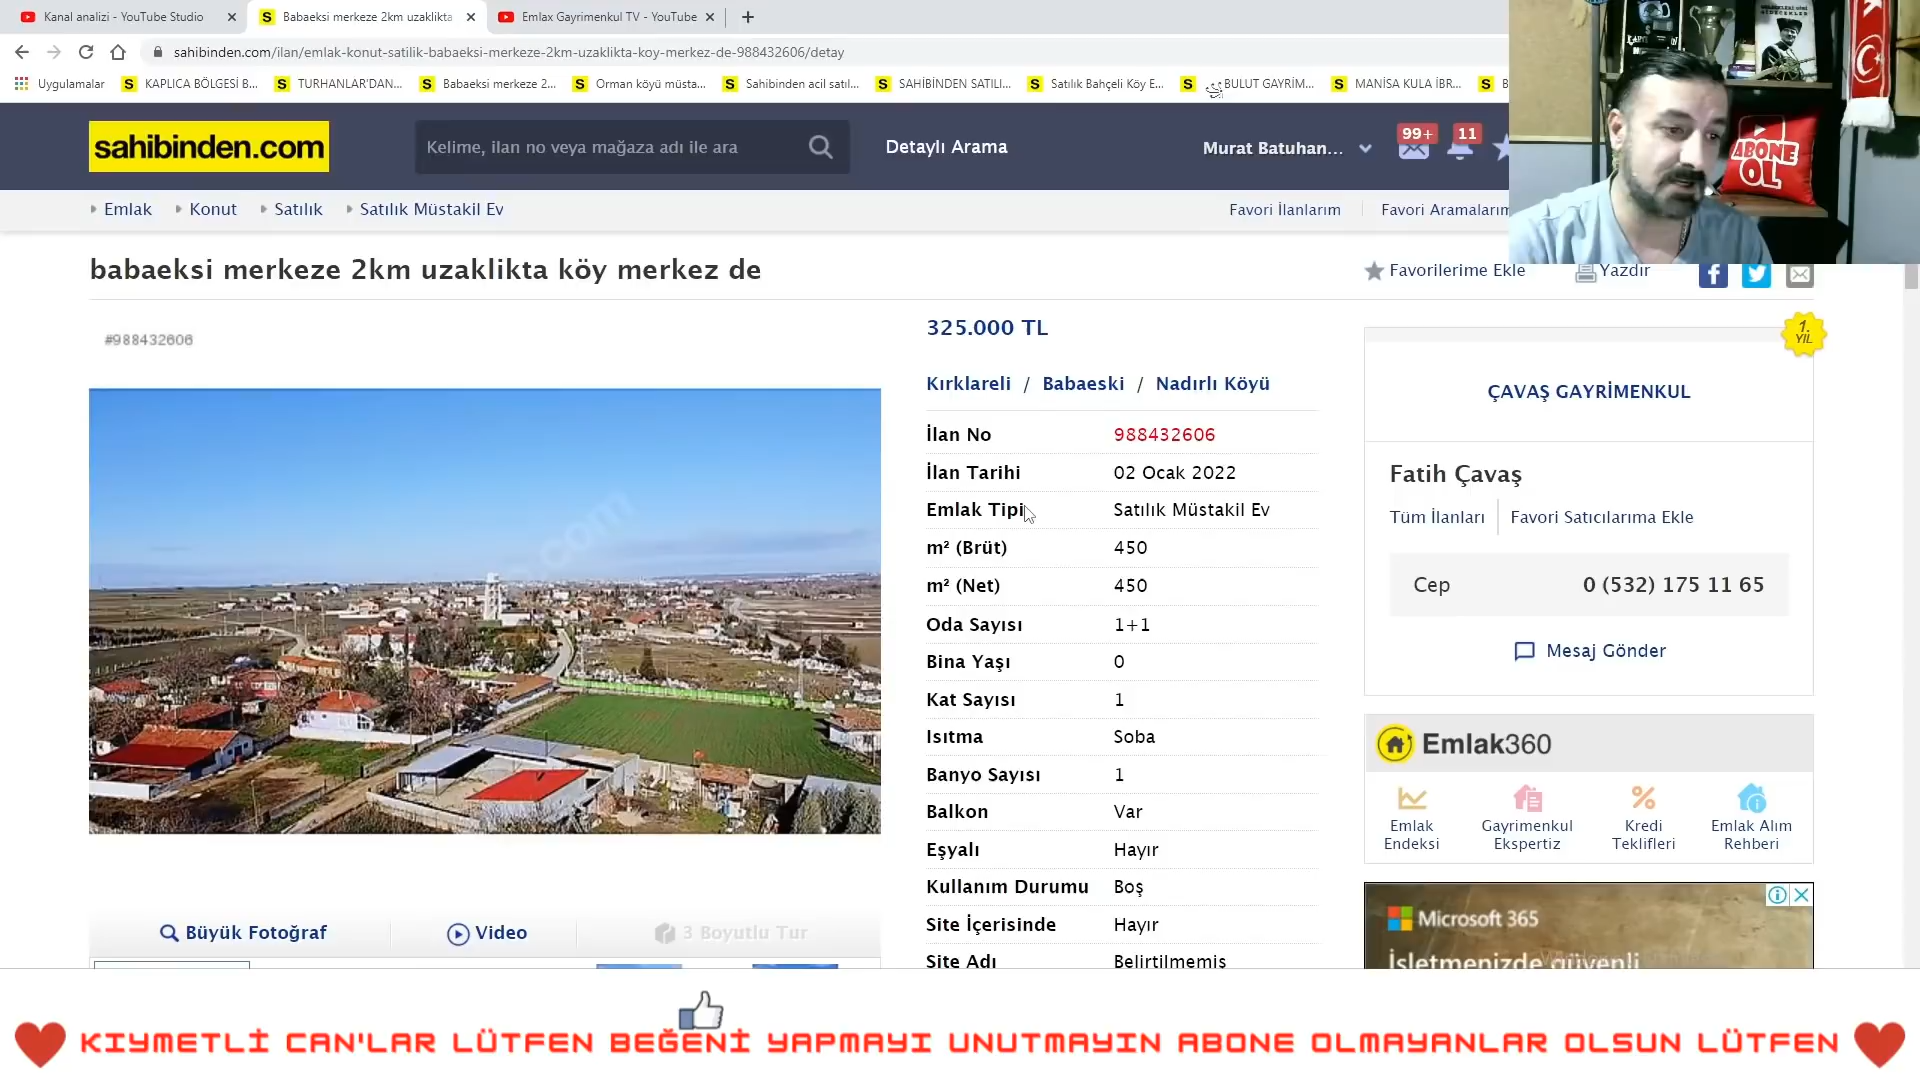 Kanal analizi - YouTube Studio
Babaeksi merkeze 2km uzaklıkta
Emlax Gayrimenkul TV - YouTube
sahibinden.com/ilan/emlak-konut-satilik-babaeksi-merkeze-2km-uzaklikta-koy-merkez-de-988432606/detay
Uygulamalar
KAPLICA BÖLGESİ B...
TURHANLAR'DAN...
Babaeksi merkeze 2...
Orman köyü müsta...
Sahibinden acil satıl...
SAHİBİNDEN SATILI...
Satılık Bahçeli Köy E...
BULUT GAYRİM...
MANİSA KULA İBR...
sahibinden.com
Kelime, ilan no veya mağaza adı ile ara
Detaylı Arama
Murat Batuhan...
99+
11
ABONE
OL
Emlak
Konut
Satılık
Satılık Müstakil Ev
Favori İlanlarım
Favori Aramalarım
babaeksi merkeze 2km uzaklikta köy merkez de
Favorilerime Ekle
Yazdır
#988432606
325.000 TL
Kırklareli / Babaeski / Nadırlı Köyü
İlan No 988432606
İlan Tarihi 02 Ocak 2022
Emlak Tipi Satılık Müstakil Ev
m² (Brüt) 450
m² (Net) 450
Oda Sayısı 1+1
Bina Yaşı 0
Kat Sayısı 1
Isıtma Soba
Banyo Sayısı 1
Balkon Var
Eşyalı Hayır
Kullanım Durumu Boş
Site İçerisinde Hayır
Site Adı Belirtilmemiş
1.
YIL
ÇAVAŞ GAYRİMENKUL
Fatih Çavaş
Tüm İlanları
Favori Satıcılarıma Ekle
Cep 0 (532) 175 11 65
Mesaj Gönder
Emlak360
Emlak
Endeksi
Gayrimenkul
Ekspertiz
Kredi
Teklifleri
Emlak Alım
Rehberi
Microsoft 365
İşletmenizde güvenli
Büyük Fotoğraf
Video
3 Boyutlu Tur
KIYMETLİ CAN'LAR LÜTFEN BEĞENİ YAPMAYI UNUTMAYIN ABONE OLMAYANLAR OLSUN LÜTFEN